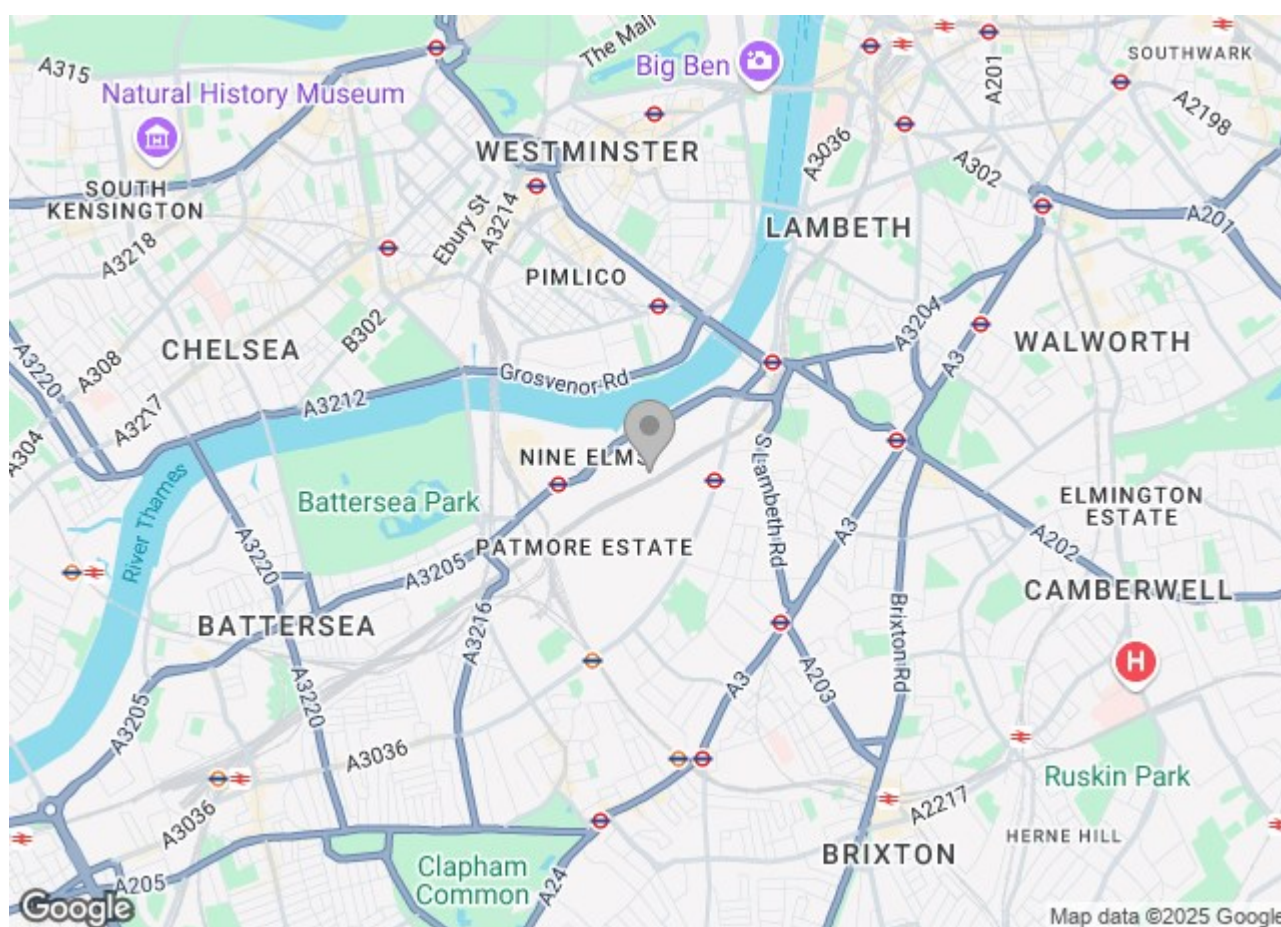 The Mall
A315
Big Ben
A201
SOUTHWARK
Natural History Museum
A2198
A3036
WESTMINSTER
A302
SOUTH
KENSINGTON
Ebury St
A3214
LAMBETH
A201
A3218
PIMLICO
B302
A3204
CHELSEA
A3220
A308
WALWORTH
A3
Grosvenor Rd
A3212
A3217
A304
NINE ELMS
S Lambeth Rd
River Thames
Battersea Park
ELMINGTON
ESTATE
A3
A202
A3220
PATMORE ESTATE
A3205
CAMBERWELL
BATTERSEA
A3216
Brixton Rd
H
A203
A3
A3220
A3205
A3036
Ruskin Park
A2217
A3036
HERNE HILL
BRIXTON
Clapham
Common
A24
A205
Google
Map data ©2025 Google